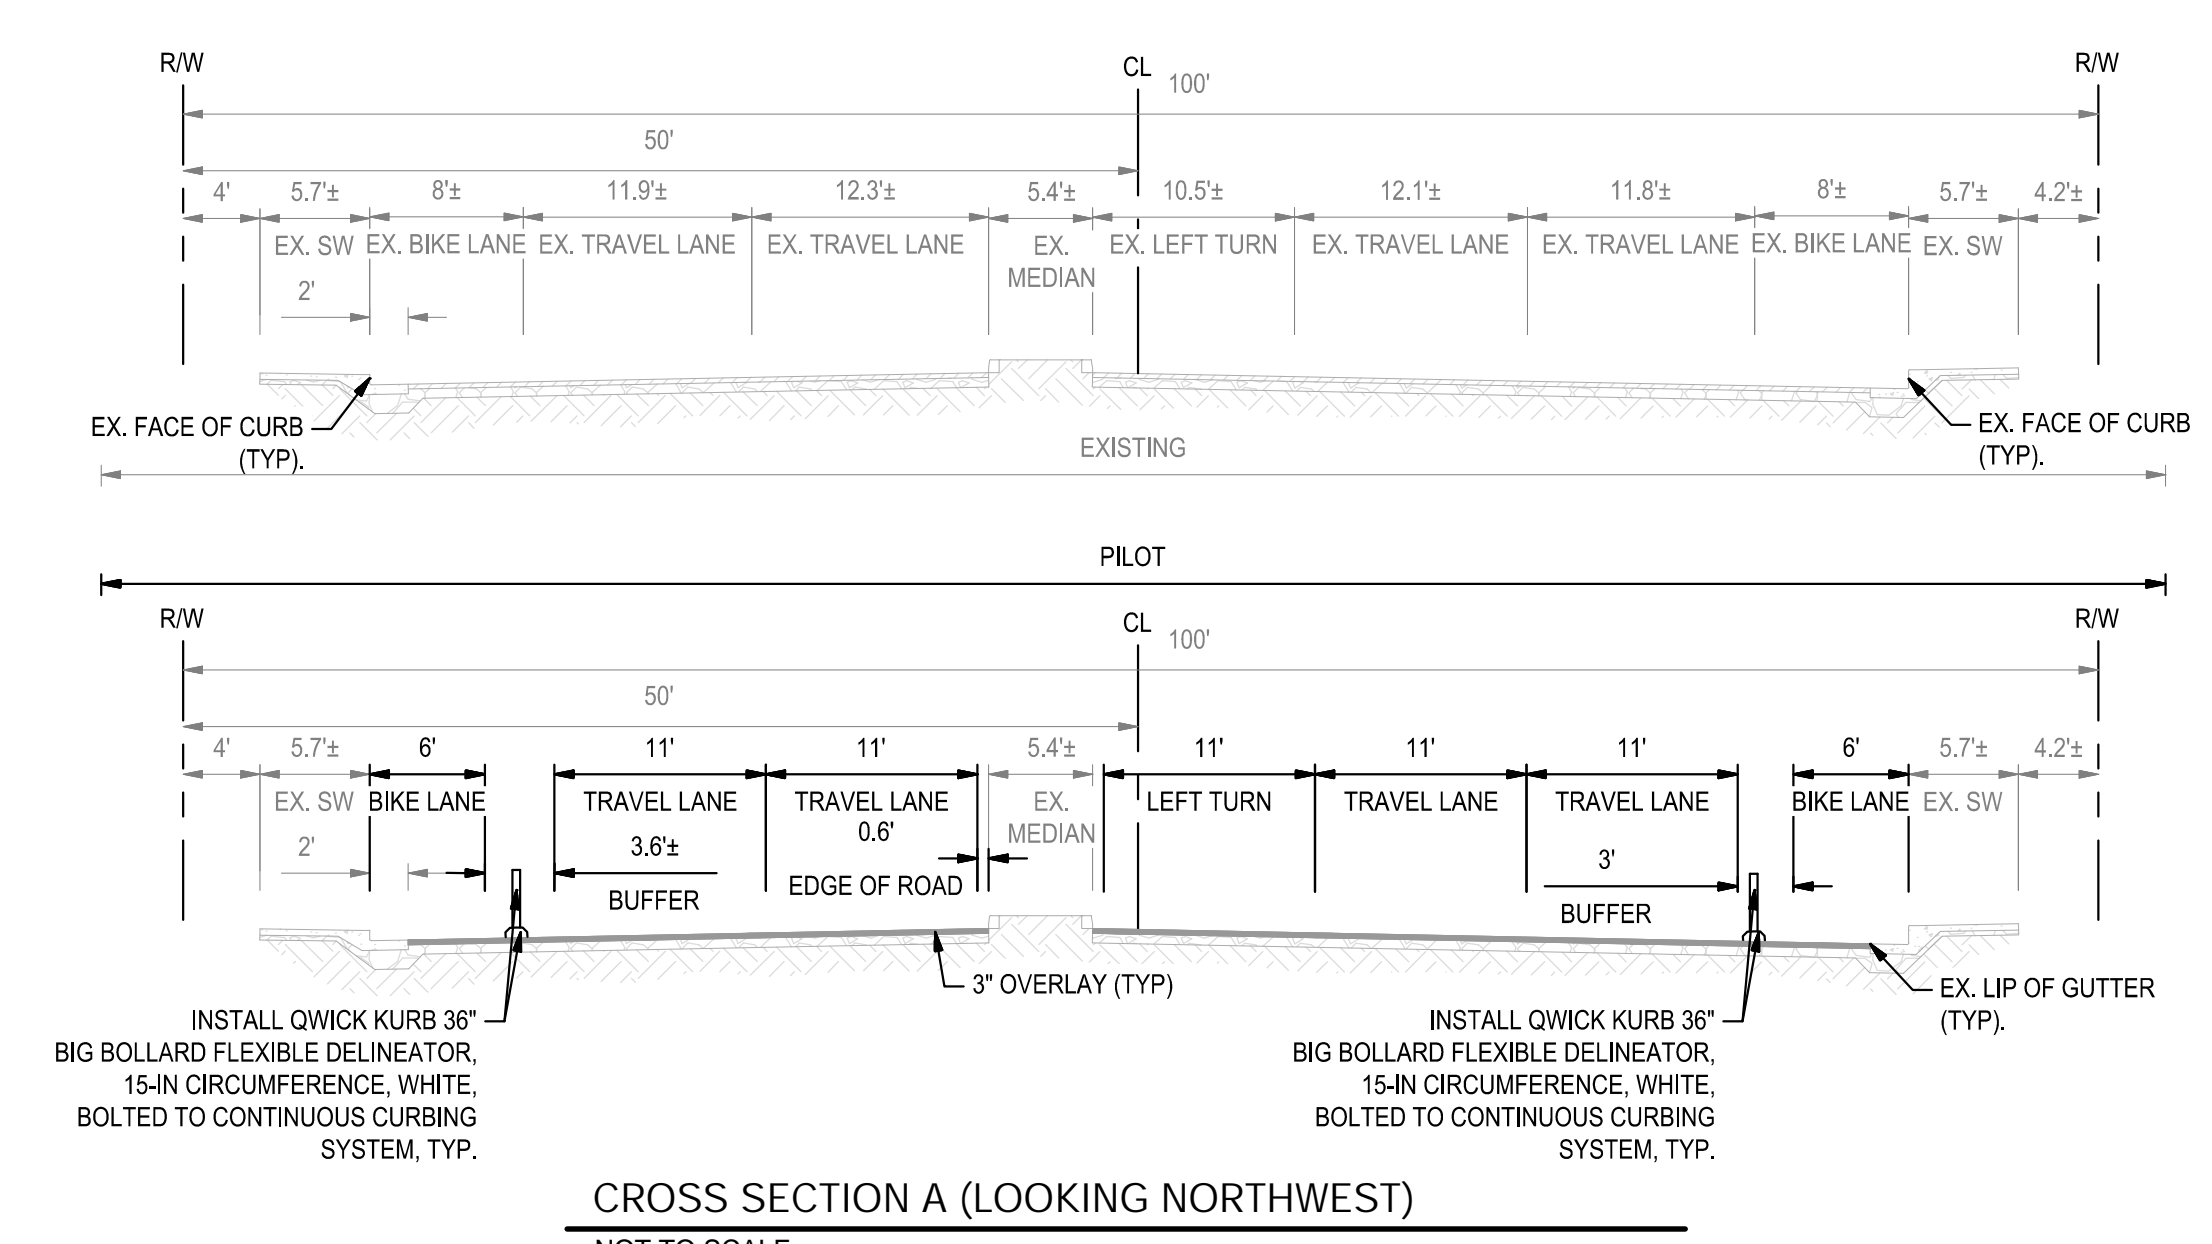 R/W
CL
100'
R/W
50'
4'
5.7'±
8'±
11.9'±
12.3'±
5.4'±
10.5'±
12.1'±
11.8'±
8'±
5.7'±
4.2'±
EX. SW
EX. BIKE LANE
EX. TRAVEL LANE
EX. TRAVEL LANE
EX.
MEDIAN
EX. LEFT TURN
EX. TRAVEL LANE
EX. TRAVEL LANE
EX. BIKE LANE
EX. SW
2'
EX. FACE OF CURB
(TYP).
EX. FACE OF CURB
(TYP).
EXISTING
PILOT
R/W
CL
100'
R/W
50'
4'
5.7'±
6'
11'
11'
5.4'±
11'
11'
11'
6'
5.7'±
4.2'±
EX. SW
BIKE LANE
TRAVEL LANE
TRAVEL LANE
EX.
MEDIAN
LEFT TURN
TRAVEL LANE
TRAVEL LANE
BIKE LANE
EX. SW
2'
3.6'±
BUFFER
0.6'
EDGE OF ROAD
3'
BUFFER
3" OVERLAY (TYP)
EX. LIP OF GUTTER
(TYP).
INSTALL QWICK KURB 36"
BIG BOLLARD FLEXIBLE DELINEATOR,
15-IN CIRCUMFERENCE, WHITE,
BOLTED TO CONTINUOUS CURBING
SYSTEM, TYP.
INSTALL QWICK KURB 36"
BIG BOLLARD FLEXIBLE DELINEATOR,
15-IN CIRCUMFERENCE, WHITE,
BOLTED TO CONTINUOUS CURBING
SYSTEM, TYP.
CROSS SECTION A (LOOKING NORTHWEST)
NOT TO SCALE